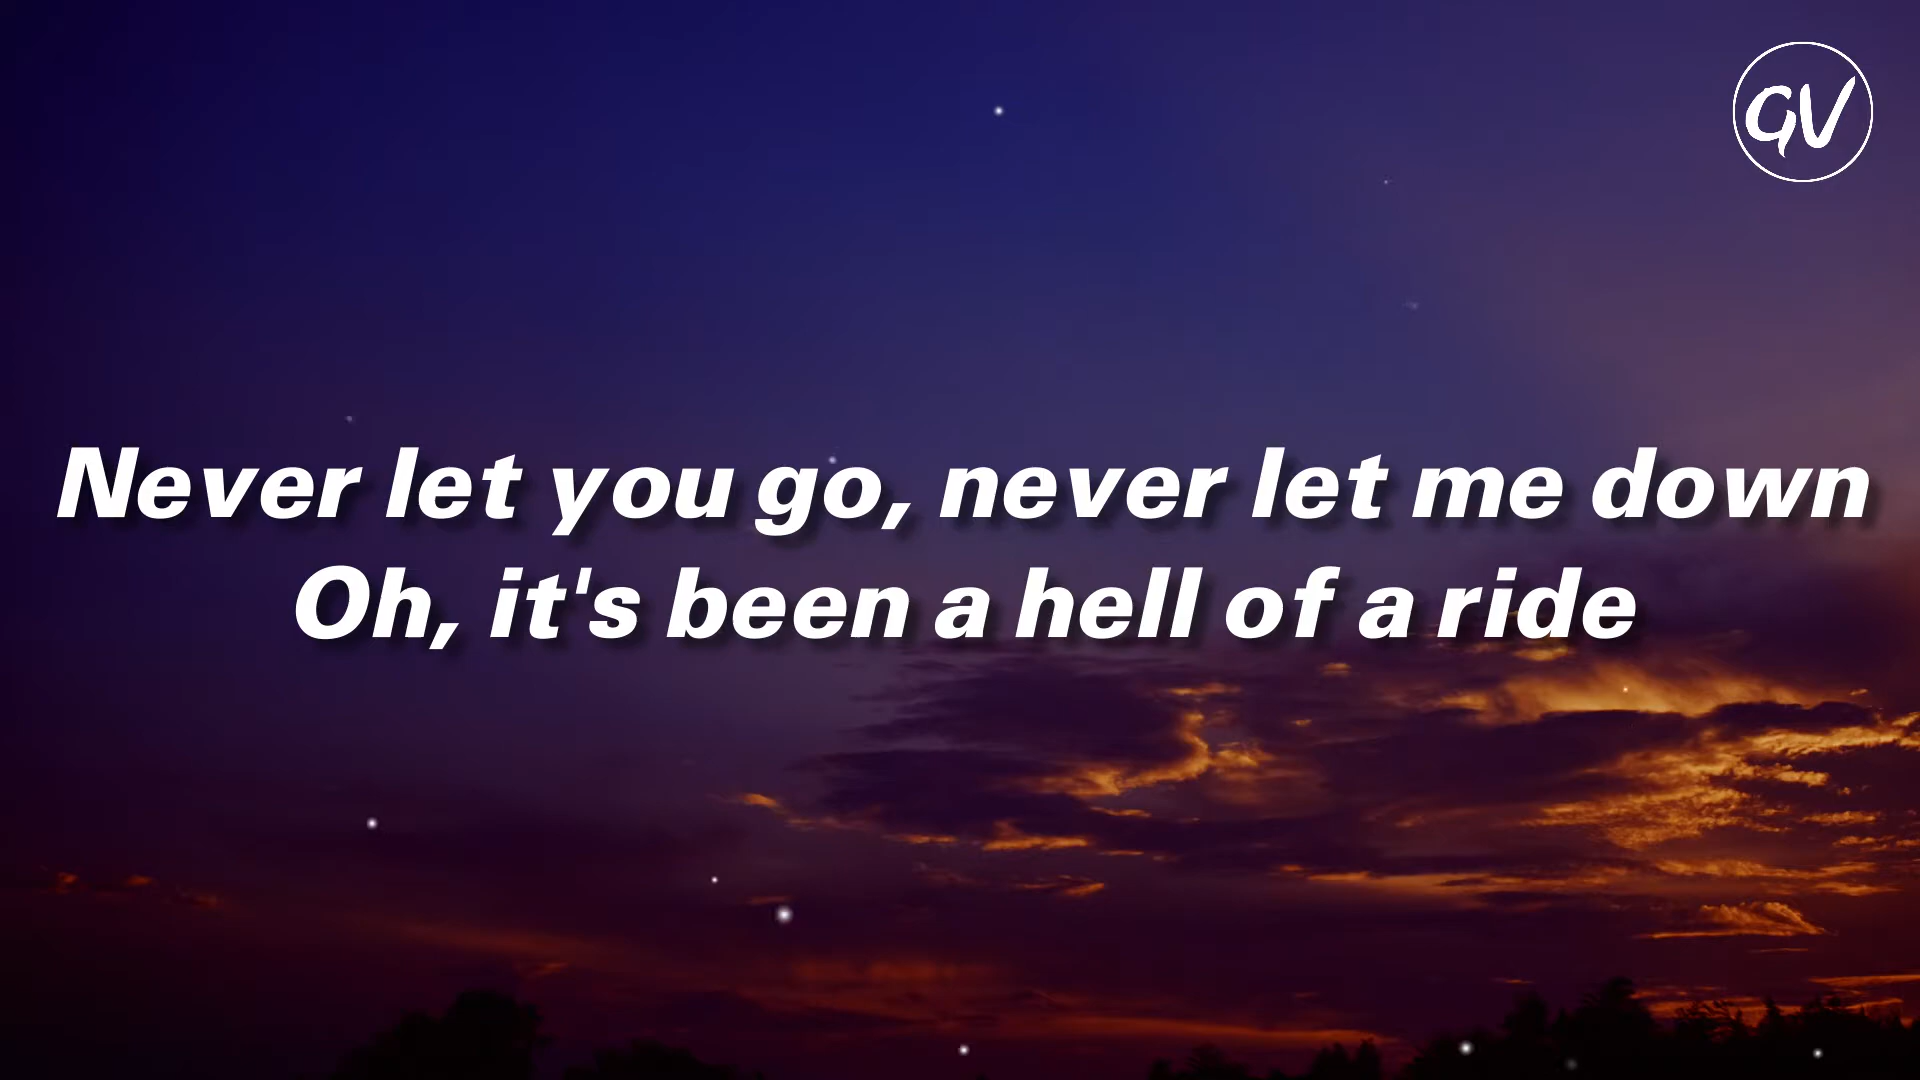 GV
Never let you go, never let me down
Oh, it's been a hell of a ride